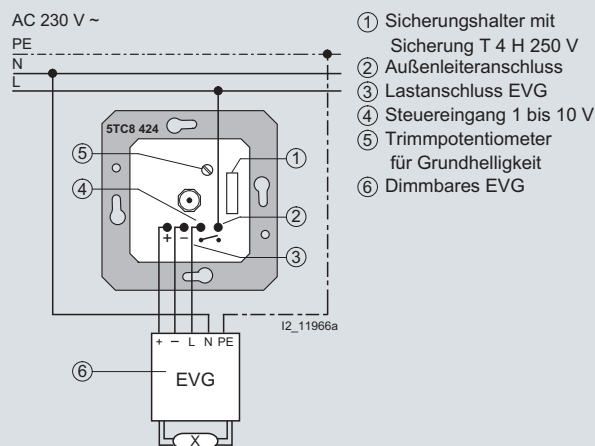 AC 230 V ~
PE
N
L
5TC8 424
5
4
1
2
3
+ −
I2_11966a
+ − L N PE
6
EVG
X
1 Sicherungshalter mit
Sicherung T 4 H 250 V
2 Außenleiteranschluss
3 Lastanschluss EVG
4 Steuereingang 1 bis 10 V
5 Trimmpotentiometer
für Grundhelligkeit
6 Dimmbares EVG